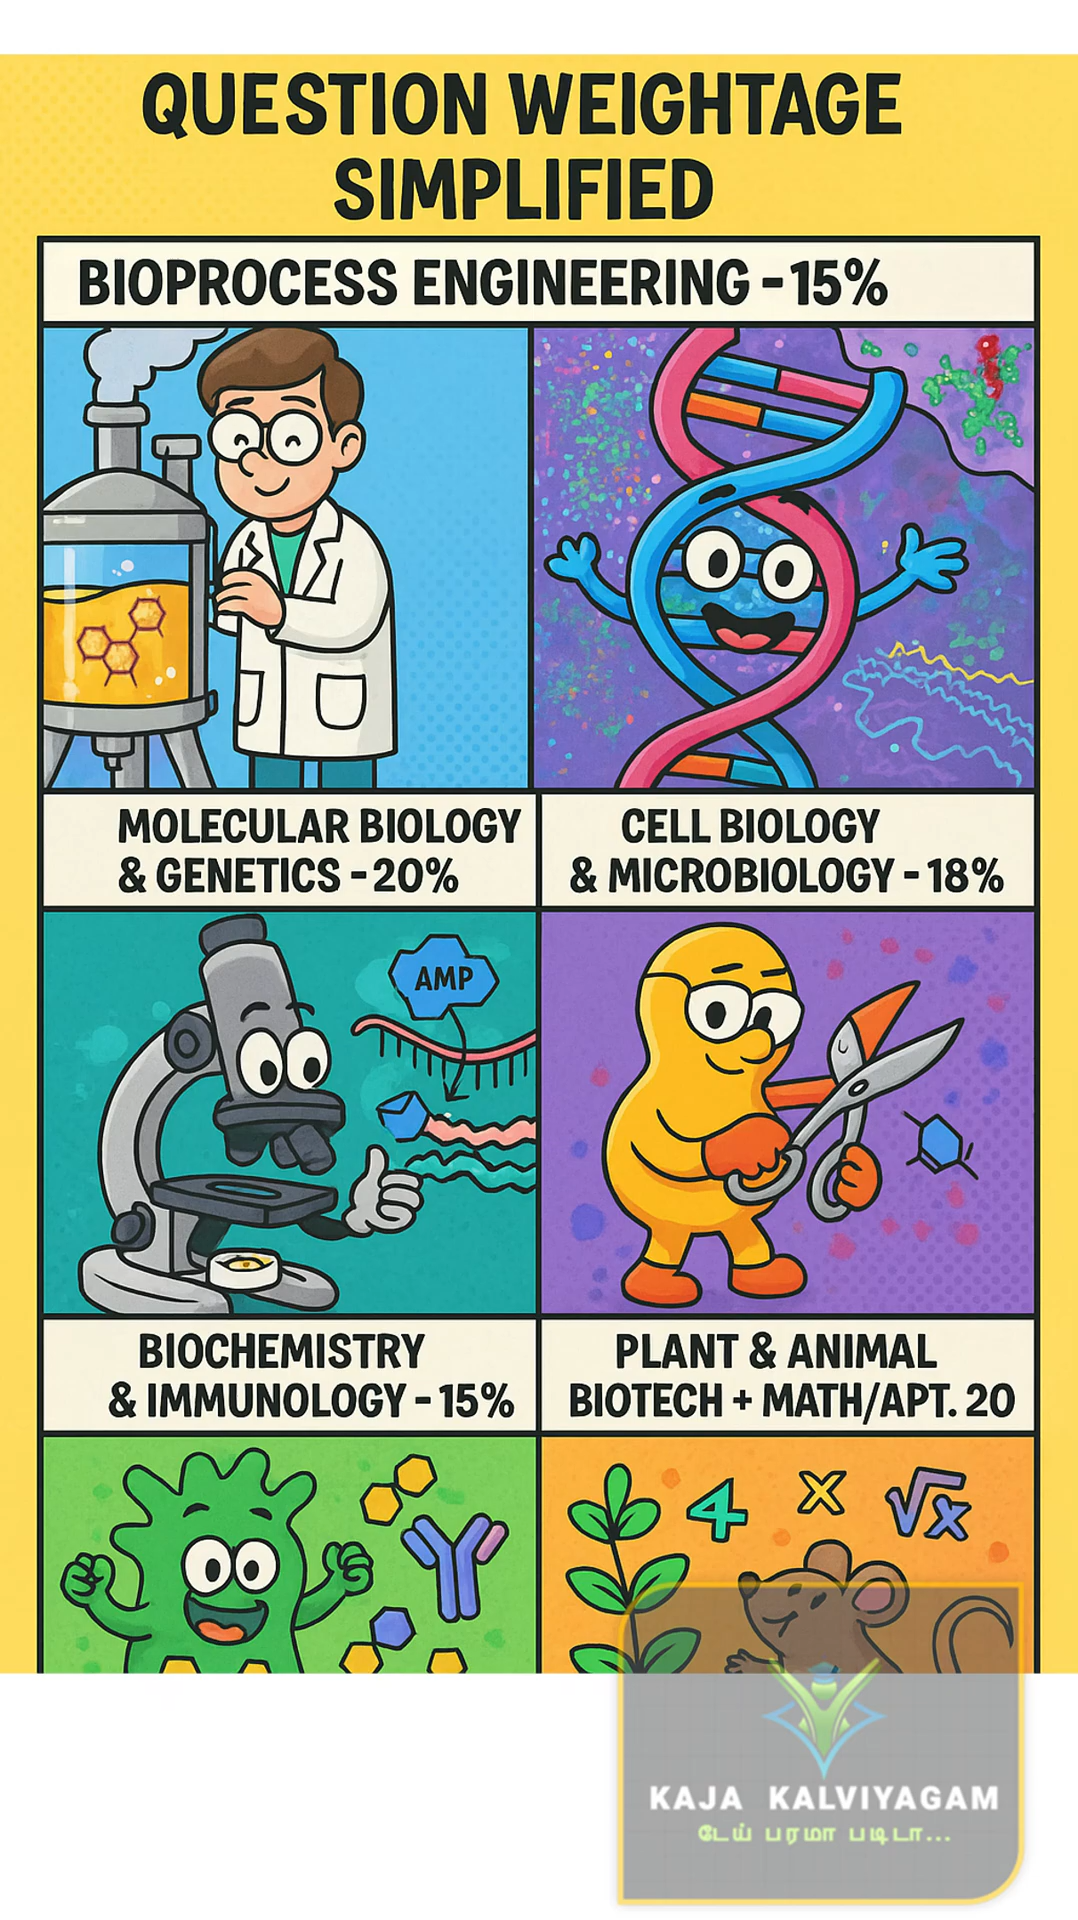 QUESTION WEIGHTAGE
SIMPLIFIED
BIOPROCESS ENGINEERING - 15%
MOLECULAR BIOLOGY
& GENETICS - 20%
CELL BIOLOGY
& MICROBIOLOGY - 18%
AMP
BIOCHEMISTRY
& IMMUNOLOGY - 15%
PLANT & ANIMAL
BIOTECH + MATH/APT. 20
4 x √x
KAJA KALVIYAGAM
டேய் பரமா படிடா...